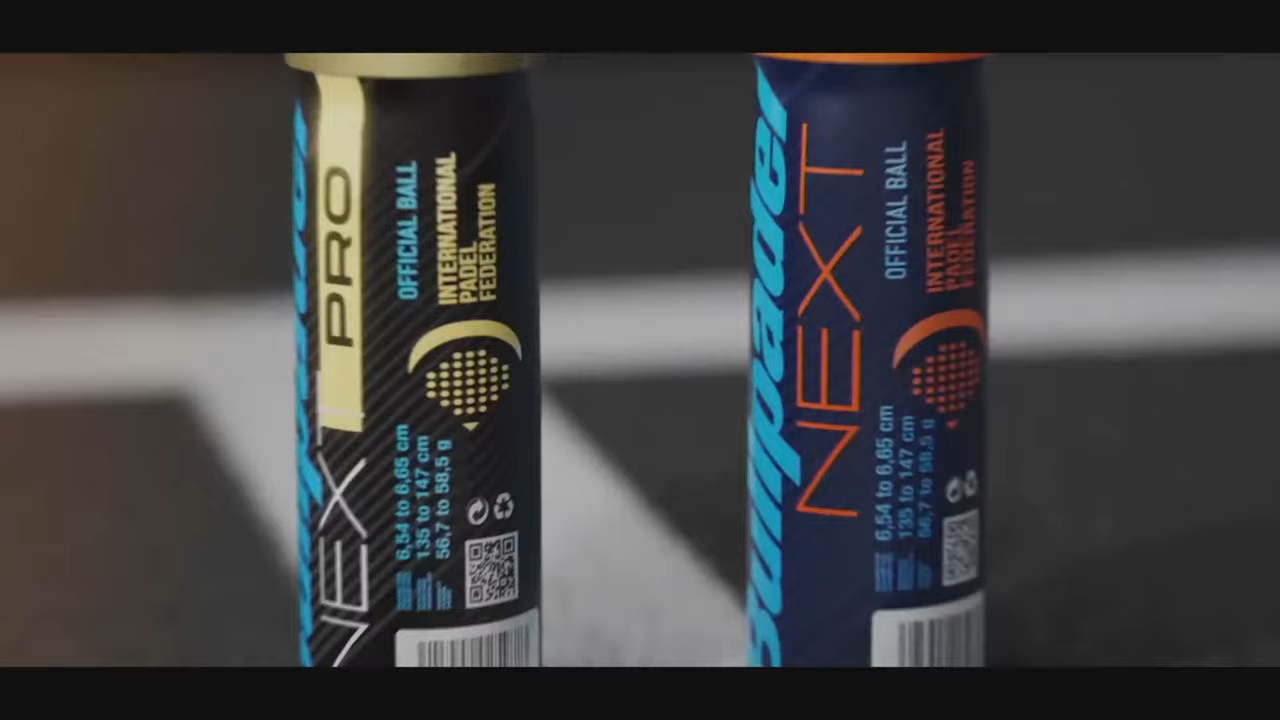 NEXT PRO
OFFICIAL BALL
INTERNATIONAL
PADEL
FEDERATION
6,54 to 6,65 cm
135 to 147 cm
56,7 to 58,5 g
Bullpadel
NEXT
OFFICIAL BALL
INTERNATIONAL
PADEL
FEDERATION
6,54 to 6,65 cm
135 to 147 cm
56,7 to 58,5 g